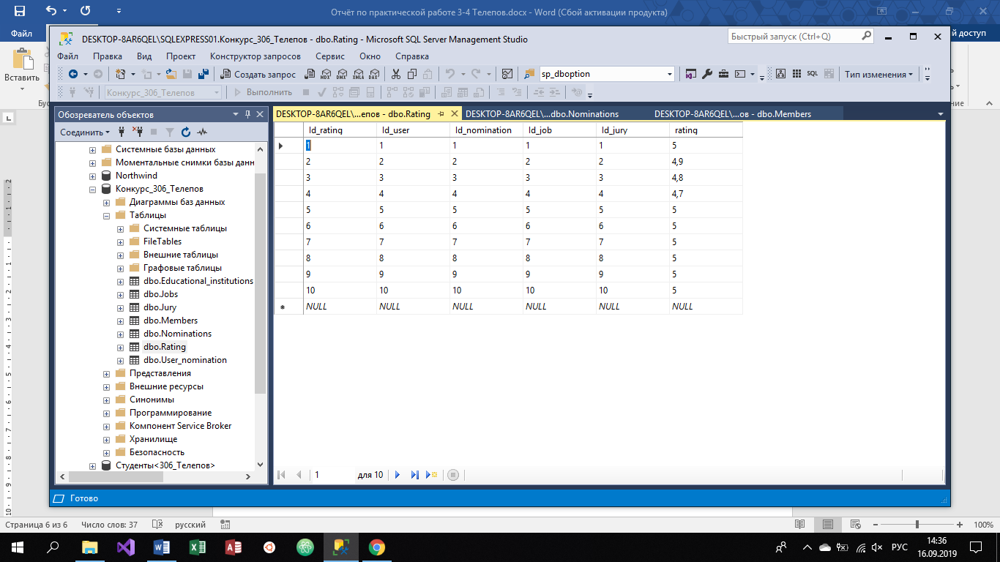 Отчёт по практической работе 3-4 Телепов.docx - Word (Сбой активации продукта)
Файл
й доступ
Вставить
DESKTOP-8AR6QEL\SQLEXPRESS01.Конкурс_306_Телепов - dbo.Rating - Microsoft SQL Server Management Studio
Быстрый запуск (Ctrl+Q)
Файл Правка Вид Проект Конструктор запросов Сервис Окно Справка
Создать запрос MDX DMX XMLA DAX sp_dboption SQL Тип изменения
Конкурс_306_Телепов Выполнить
Обозреватель объектов
Соединить
Системные базы данных
Моментальные снимки базы данн
Northwind
Конкурс_306_Телепов
Диаграммы баз данных
Таблицы
Системные таблицы
FileTables
Внешние таблицы
Графовые таблицы
dbo.Educational_institutions
dbo.Jobs
dbo.Jury
dbo.Members
dbo.Nominations
dbo.Rating
dbo.User_nomination
Представления
Внешние ресурсы
Синонимы
Программирование
Компонент Service Broker
Хранилище
Безопасность
Студенты<306_Телепов>
DESKTOP-8AR6QEL\...епов - dbo.Rating DESKTOP-8AR6QEL\...dbo.Nominations DESKTOP-8AR6QEL\...ов - dbo.Members
Id_rating Id_user Id_nomination Id_job Id_jury rating
1 1 1 1 1 5
2 2 2 2 2 4,9
3 3 3 3 3 4,8
4 4 4 4 4 4,7
5 5 5 5 5 5
6 6 6 6 6 5
7 7 7 7 7 5
8 8 8 8 8 5
9 9 9 9 9 5
10 10 10 10 10 5
NULL NULL NULL NULL NULL NULL
1 для 10
Готово
Страница 6 из 6 Число слов: 37 русский 100%
РУС 14:36
16.09.2019